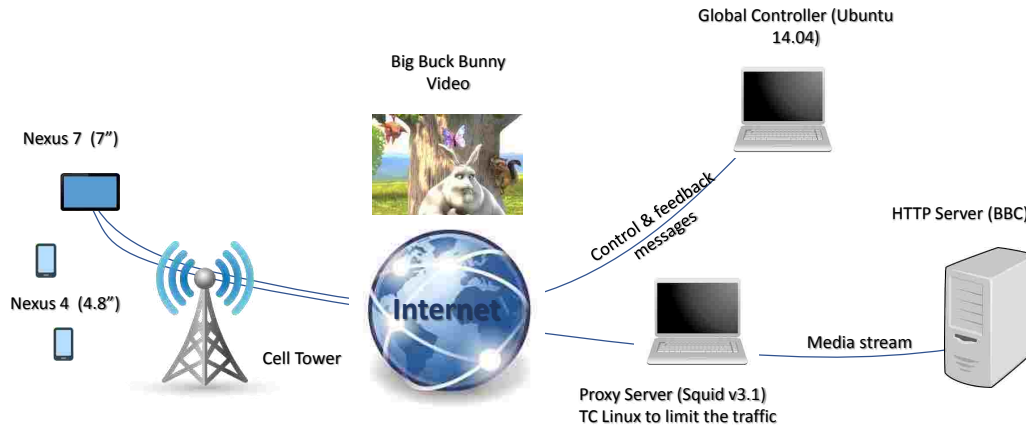 Global Controller (Ubuntu
14.04)
Big Buck Bunny
Video
Nexus 7 (7”)
Control & feedback
messages
HTTP Server (BBC)
Nexus 4 (4.8”)
Internet
Cell Tower
Media stream
Proxy Server (Squid v3.1)
TC Linux to limit the traffic